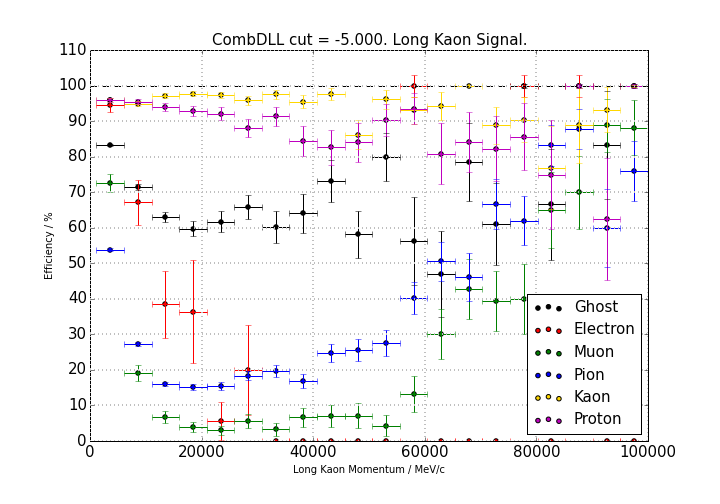 CombDLL cut = -5.000. Long Kaon Signal.
110
100
90
80
70
60
50
40
30
20
10
0
Efficiency / %
0 20000 40000 60000 80000 100000
Long Kaon Momentum / MeV/c
Ghost
Electron
Muon
Pion
Kaon
Proton